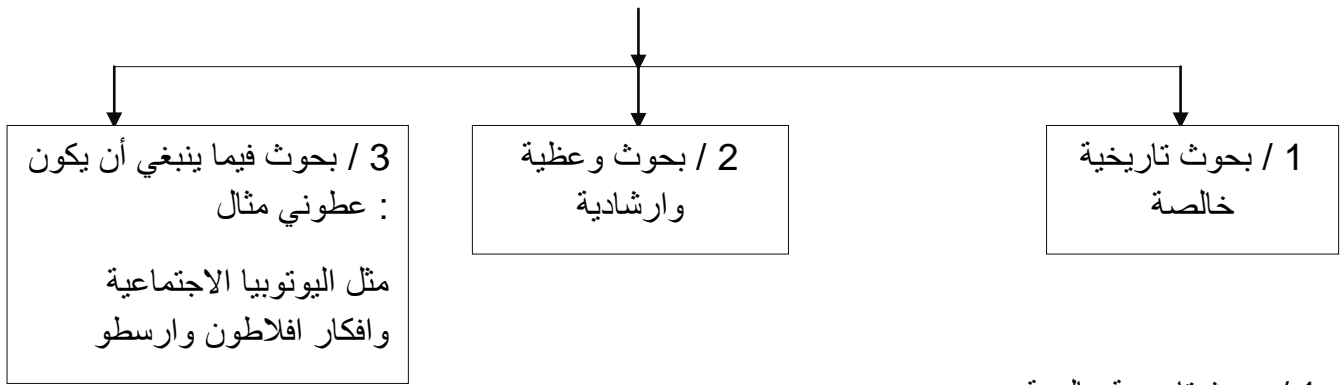 1 / بحوث تاريخية
خالصة
2 / بحوث وعظية
وارشادية
3 / بحوث فيما ينبغي أن يكون
: عطوني مثال
مثل اليوتوبيا الاجتماعية
وافكار افلاطون وارسطو